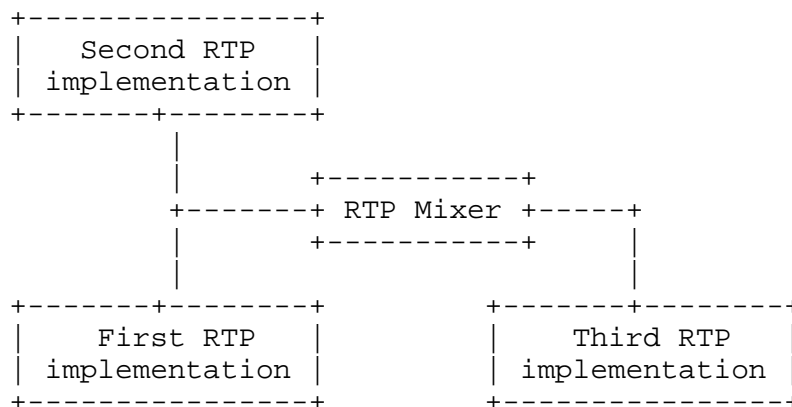 Second RTP
implementation
RTP Mixer
First RTP
implementation
Third RTP
implementation